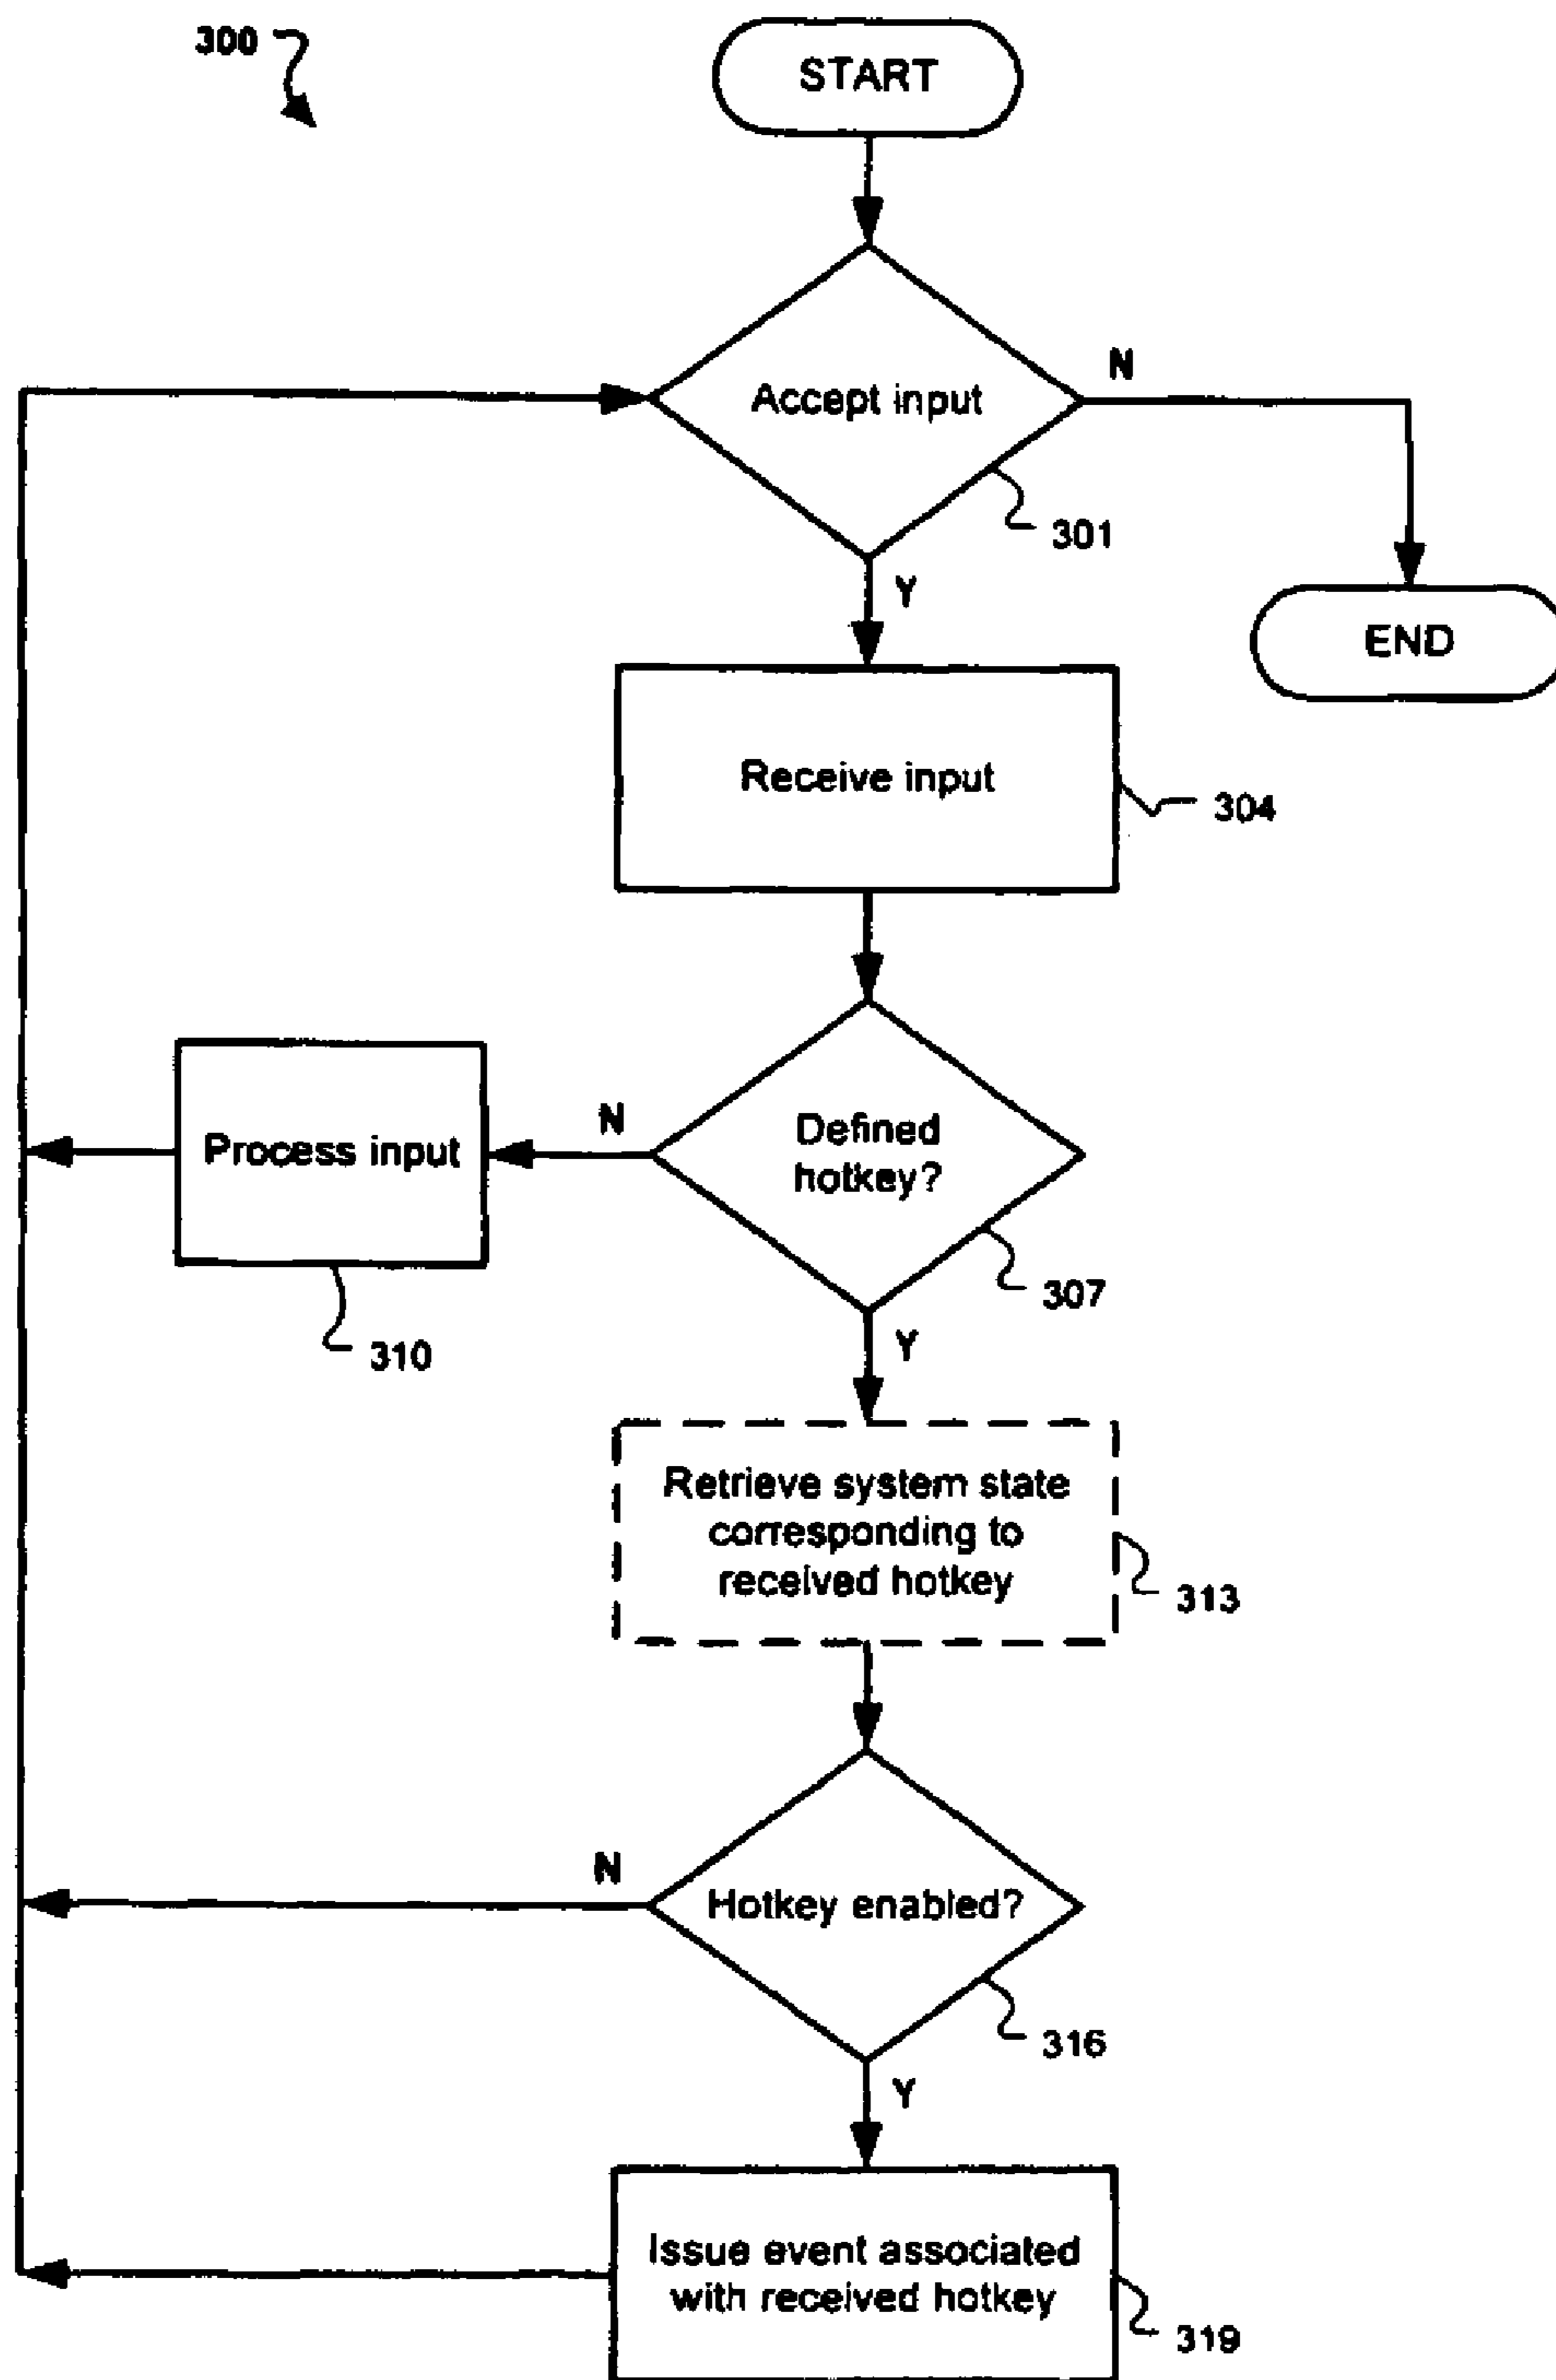 300
START
Accept input
N
301
Y
END
Receive input
304
Defined
hotkey?
N
Process input
307
310
Y
Retrieve system state
corresponding to
received hotkey
313
Hotkey enabled?
N
316
Y
Issue event associated
with received hotkey
319